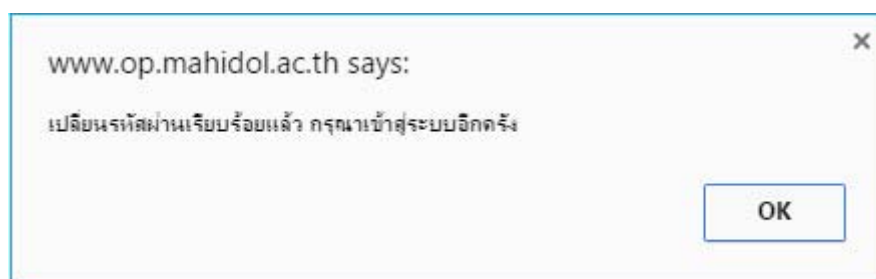 www.op.mahidol.ac.th says:
เปลี่ยนรหัสผ่านเรียบร้อยแล้ว กรุณาเข้าสู่ระบบอีกครั้ง
OK